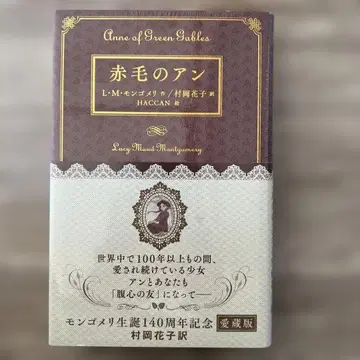 Anne of Green Gables
赤毛のアン
L・M・モンゴメリ 作/村岡花子 訳
HACCAN 絵
Lucy Maud Montgomery
世界中で100年以上もの間、
愛され続けている少女
アンとあなたも
「腹心の友」になって──
モンゴメリ生誕140周年記念 愛蔵版
村岡花子訳